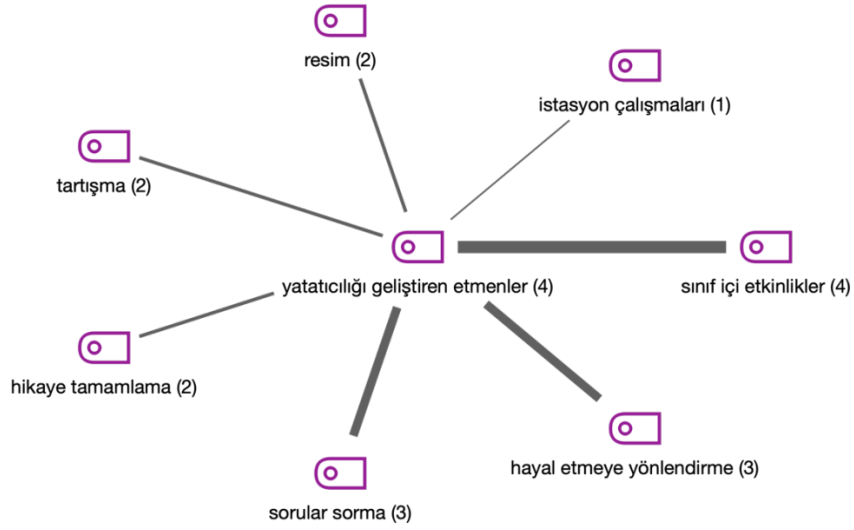 resim (2)
istasyon çalışmaları (1)
tartışma (2)
yatatıcılığı geliştiren etmenler (4)
sınıf içi etkinlikler (4)
hikaye tamamlama (2)
hayal etmeye yönlendirme (3)
sorular sorma (3)